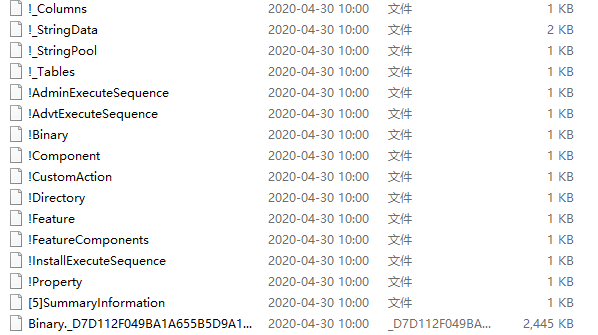 !_Columns 2020-04-30 10:00 文件 1 KB
!_StringData 2020-04-30 10:00 文件 2 KB
!_StringPool 2020-04-30 10:00 文件 1 KB
!_Tables 2020-04-30 10:00 文件 1 KB
!AdminExecuteSequence 2020-04-30 10:00 文件 1 KB
!AdvtExecuteSequence 2020-04-30 10:00 文件 1 KB
!Binary 2020-04-30 10:00 文件 1 KB
!Component 2020-04-30 10:00 文件 1 KB
!CustomAction 2020-04-30 10:00 文件 1 KB
!Directory 2020-04-30 10:00 文件 1 KB
!Feature 2020-04-30 10:00 文件 1 KB
!FeatureComponents 2020-04-30 10:00 文件 1 KB
!InstallExecuteSequence 2020-04-30 10:00 文件 1 KB
!Property 2020-04-30 10:00 文件 1 KB
[5]SummaryInformation 2020-04-30 10:00 文件 1 KB
Binary._D7D112F049BA1A655B5D9A1... 2020-04-30 10:00 _D7D112F049BA... 2,445 KB